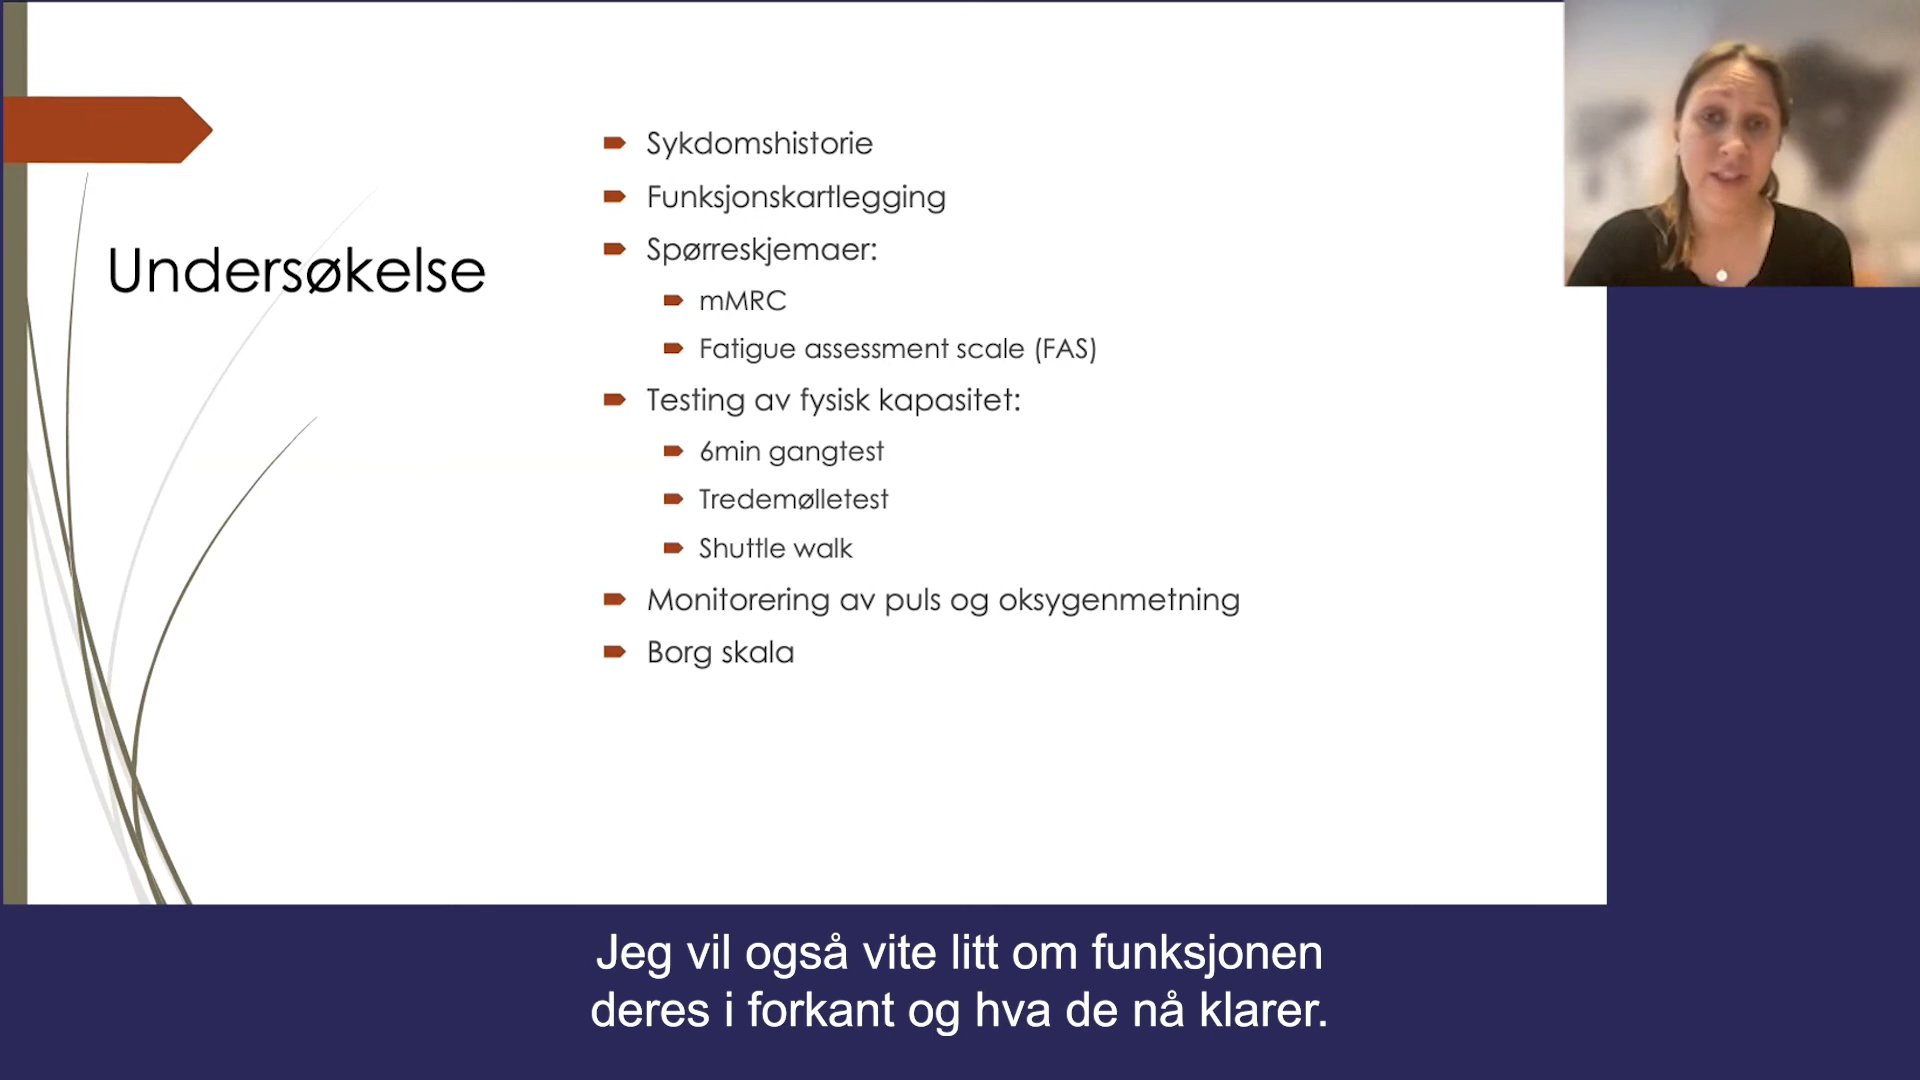 Undersøkelse
Sykdomshistorie
Funksjonskartlegging
Spørreskjemaer:
mMRC
Fatigue assessment scale (FAS)
Testing av fysisk kapasitet:
6min gangtest
Tredemølletest
Shuttle walk
Monitorering av puls og oksygenmetning
Borg skala
Jeg vil også vite litt om funksjonen
deres i forkant og hva de nå klarer.